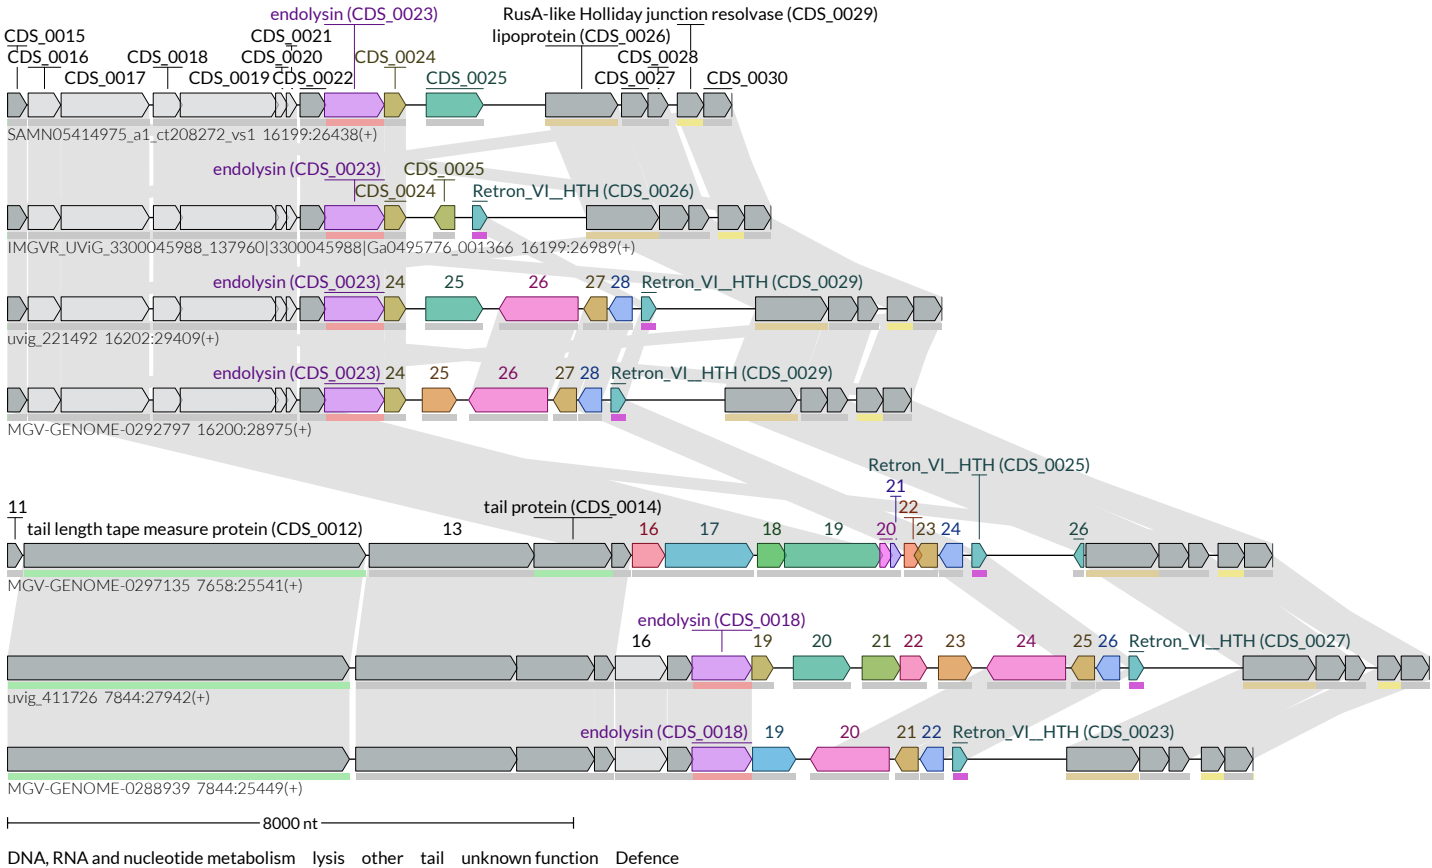 endolysin (CDS_0023) RusA-like Holliday junction resolvase (CDS_0029)
CDS_0015 CDS_0021 lipoprotein (CDS_0026)
CDS_0016 CDS_0018 CDS_0020 CDS_0024 CDS_0028
CDS_0017 CDS_0019 CDS_0022 CDS_0025 CDS_0027 CDS_0030
SAMN05414975_a1_ct208272_vs1 16199:26438(+)
endolysin (CDS_0023) CDS_0025
CDS_0024 Retron_VI__HTH (CDS_0026)
IMGVR_UViG_3300045988_137960|3300045988|Ga0495776_001366 16199:26989(+)
endolysin (CDS_0023) 24 25 26 27 28 Retron_VI__HTH (CDS_0029)
uvig_221492 16202:29409(+)
endolysin (CDS_0023) 24 25 26 27 28 Retron_VI__HTH (CDS_0029)
MGV-GENOME-0292797 16200:28975(+)
Retron_VI__HTH (CDS_0025)
21
11 tail protein (CDS_0014) 22
tail length tape measure protein (CDS_0012) 13 16 17 18 19 20 23 24 26
MGV-GENOME-0297135 7658:25541(+)
endolysin (CDS_0018)
16 19 20 21 22 23 24 25 26 Retron_VI__HTH (CDS_0027)
uvig_411726 7844:27942(+)
endolysin (CDS_0018) 19 20 21 22 Retron_VI__HTH (CDS_0023)
MGV-GENOME-0288939 7844:25449(+)
8000 nt
DNA, RNA and nucleotide metabolism lysis other tail unknown function Defence